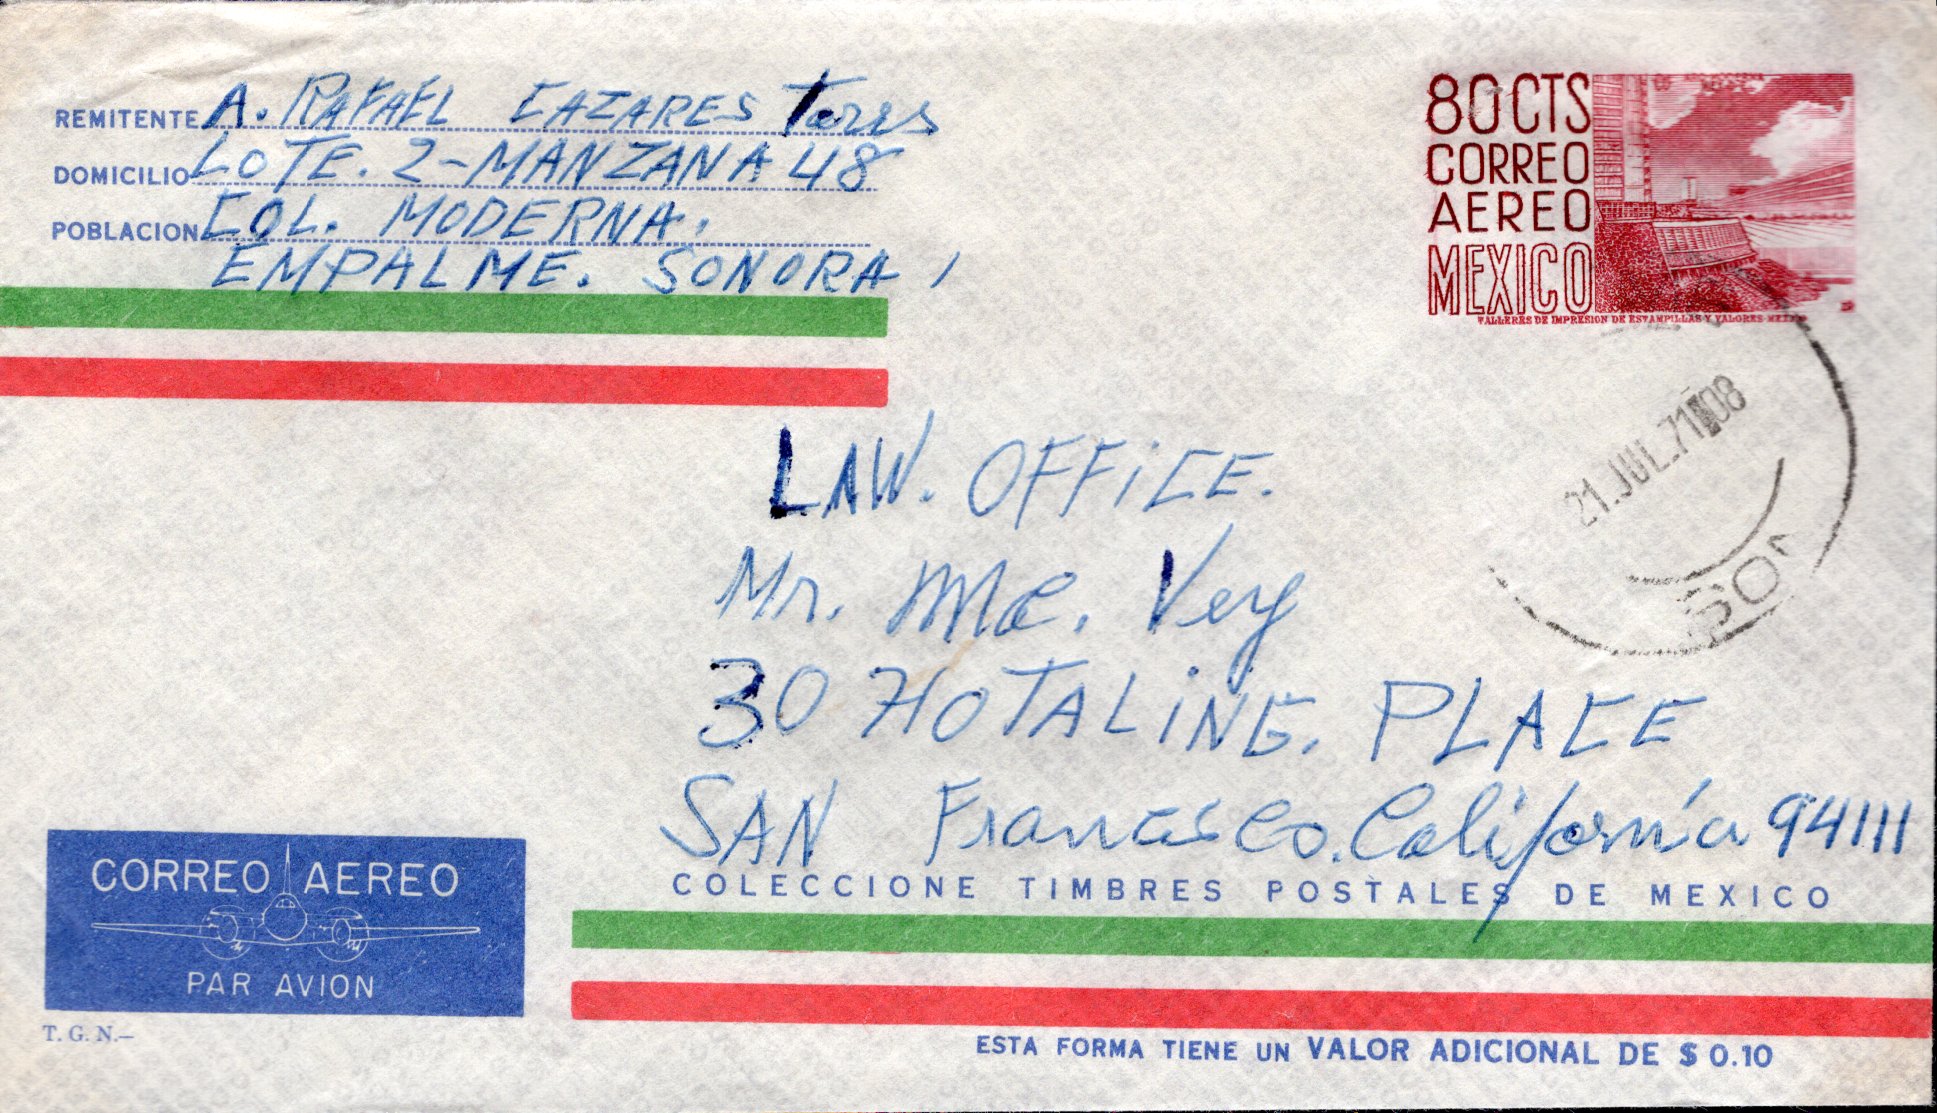 REMITENTE A. RAFAEL CAZARES
DOMICILIO LOTE. 2-MANZANA 48
POBLACION COL. MODERNA.
EMPALME. SONORA,
80 CTS
CORREO
AEREO
MEXICO
TALLERES DE IMPRESION DE ESTAMPILLAS Y VALORES-MEXICO
21.JUL.71 08
SON
LAW. OFFICE.
Mr. Mc. Vey
30 HOTALING. PLACE
SAN Francisco. California 94111
COLECCIONE TIMBRES POSTALES DE MEXICO
CORREO AEREO
PAR AVION
T. G. N.—
ESTA FORMA TIENE UN VALOR ADICIONAL DE $ 0.10